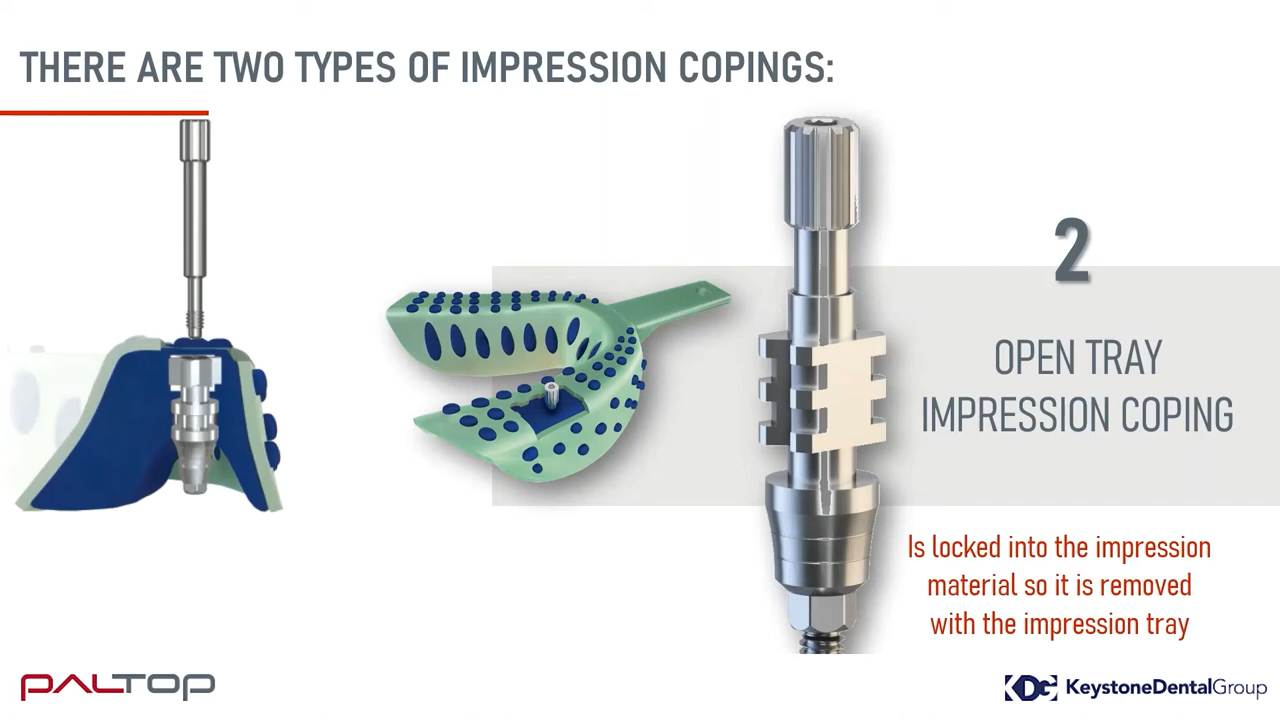 THERE ARE TWO TYPES OF IMPRESSION COPINGS:
2
OPEN TRAY
IMPRESSION COPING
Is locked into the impression
material so it is removed
with the impression tray
PALTOP
KDG KeystoneDentalGroup